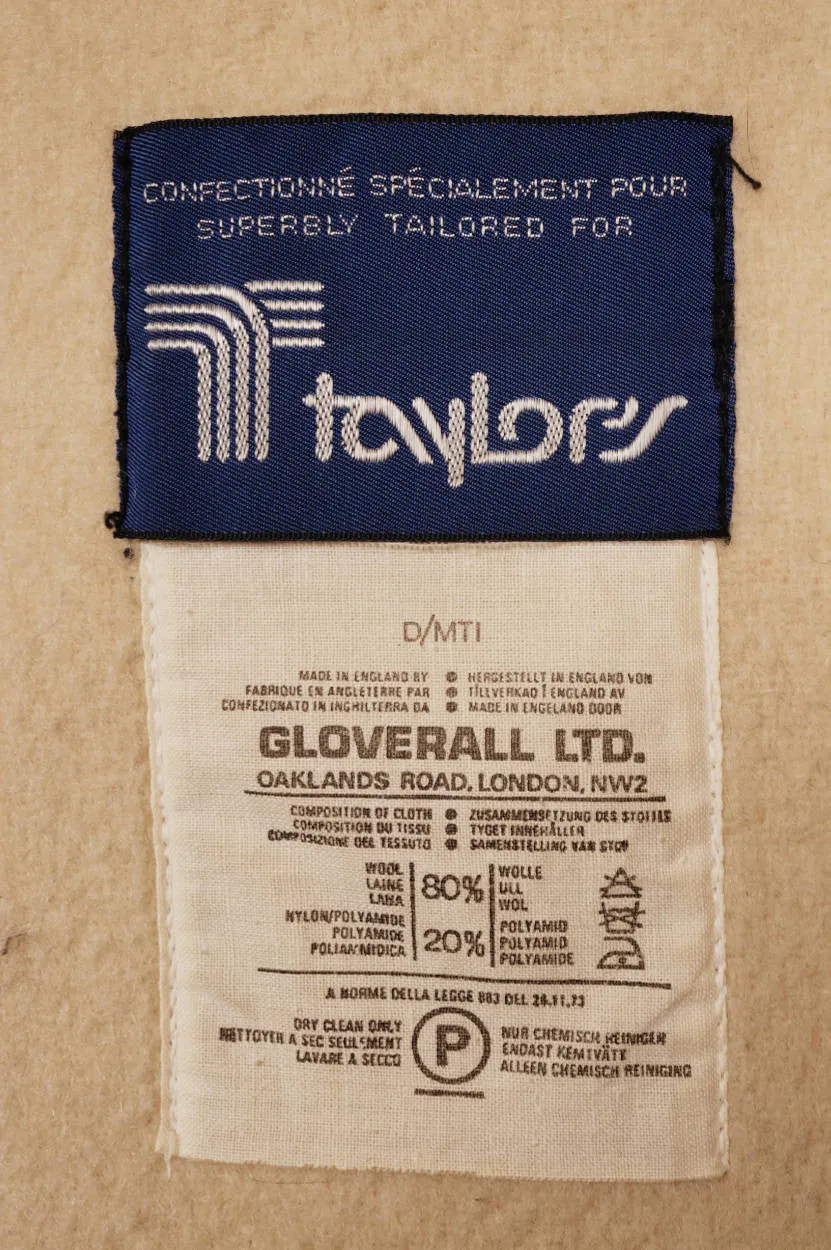 CONFECTIONNÉ SPÉCIALEMENT POUR
SUPERBLY TAILORED FOR
T taylor's
D/MTI
MADE IN ENGLAND BY ● HERGESTELLT IN ENGLAND VON
FABRIQUE EN ANGLETERRE PAR ● TILLVERKAD I ENGLAND AV
CONFEZIONATO IN INGHILTERRA DA ● MADE IN ENGELAND DOOR
GLOVERALL LTD.
OAKLANDS ROAD, LONDON, NW2
COMPOSITION OF CLOTH ● ZUSAMMENSETZUNG DES STOFFES
COMPOSITION DU TISSU ● TYGET INNEHÅLLER
COMPOSIZIONE DEL TESSUTO ● SAMENSTELLING VAN STOF
WOOL
LAINE
LANA
80%
WOLLE
ULL
WOL
NYLON/POLYAMIDE
POLYAMIDE
POLIAMMIDICA
20%
POLYAMID
POLYAMID
POLYAMIDE
A NORME DELLA LEGGE 883 DEL 26.11.73
DRY CLEAN ONLY
NETTOYER A SEC SEULEMENT
LAVARE A SECCO
P
NUR CHEMISCH REINIGEN
ENDAST KEMTVÄTT
ALLEEN CHEMISCH REINIGING